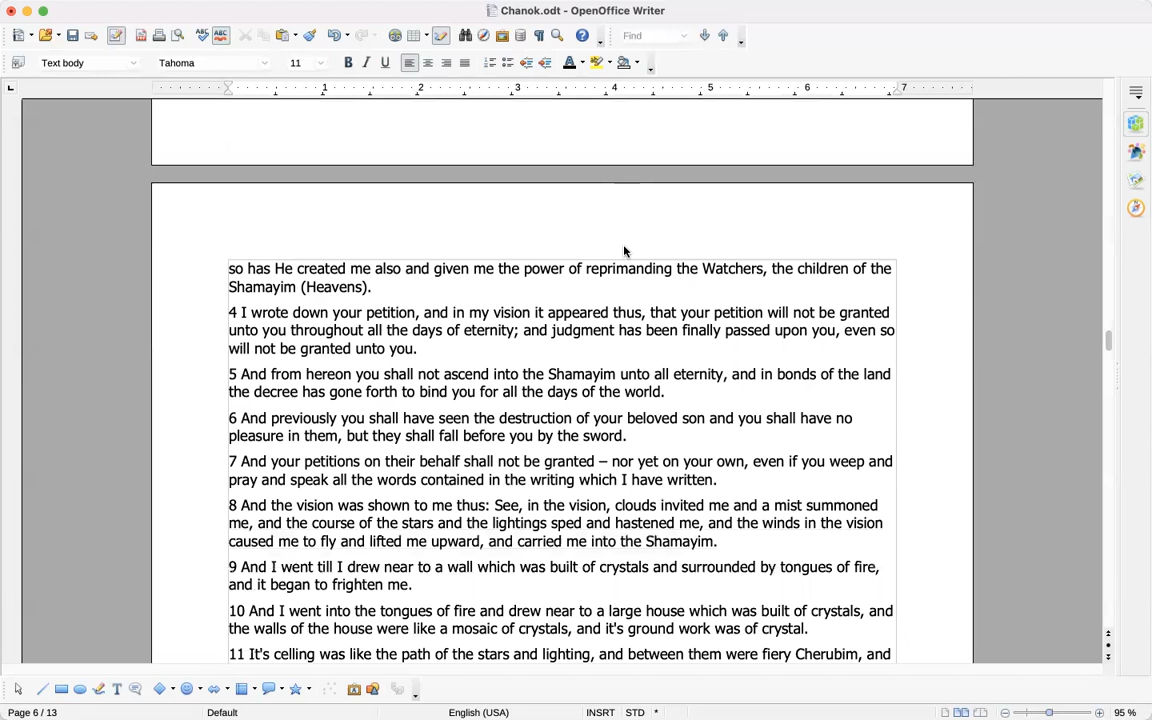 Chanok.odt - OpenOffice Writer
Find
Text body
Tahoma
11
1 2 3 4 5 6 7
so has He created me also and given me the power of reprimanding the Watchers, the children of the
Shamayim (Heavens).
4 I wrote down your petition, and in my vision it appeared thus, that your petition will not be granted
unto you throughout all the days of eternity; and judgment has been finally passed upon you, even so
will not be granted unto you.
5 And from hereon you shall not ascend into the Shamayim unto all eternity, and in bonds of the land
the decree has gone forth to bind you for all the days of the world.
6 And previously you shall have seen the destruction of your beloved son and you shall have no
pleasure in them, but they shall fall before you by the sword.
7 And your petitions on their behalf shall not be granted – nor yet on your own, even if you weep and
pray and speak all the words contained in the writing which I have written.
8 And the vision was shown to me thus: See, in the vision, clouds invited me and a mist summoned
me, and the course of the stars and the lightings sped and hastened me, and the winds in the vision
caused me to fly and lifted me upward, and carried me into the Shamayim.
9 And I went till I drew near to a wall which was built of crystals and surrounded by tongues of fire,
and it began to frighten me.
10 And I went into the tongues of fire and drew near to a large house which was built of crystals, and
the walls of the house were like a mosaic of crystals, and it's ground work was of crystal.
11 It's celling was like the path of the stars and lighting, and between them were fiery Cherubim, and
Page 6 / 13
Default
English (USA)
INSRT
STD
*
95 %